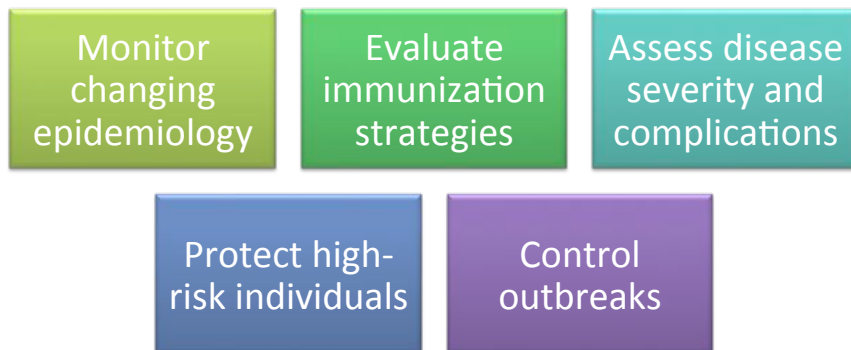 Monitor
changing
epidemiology
Evaluate
immunization
strategies
Assess disease
severity and
complications
Protect high-
risk individuals
Control
outbreaks